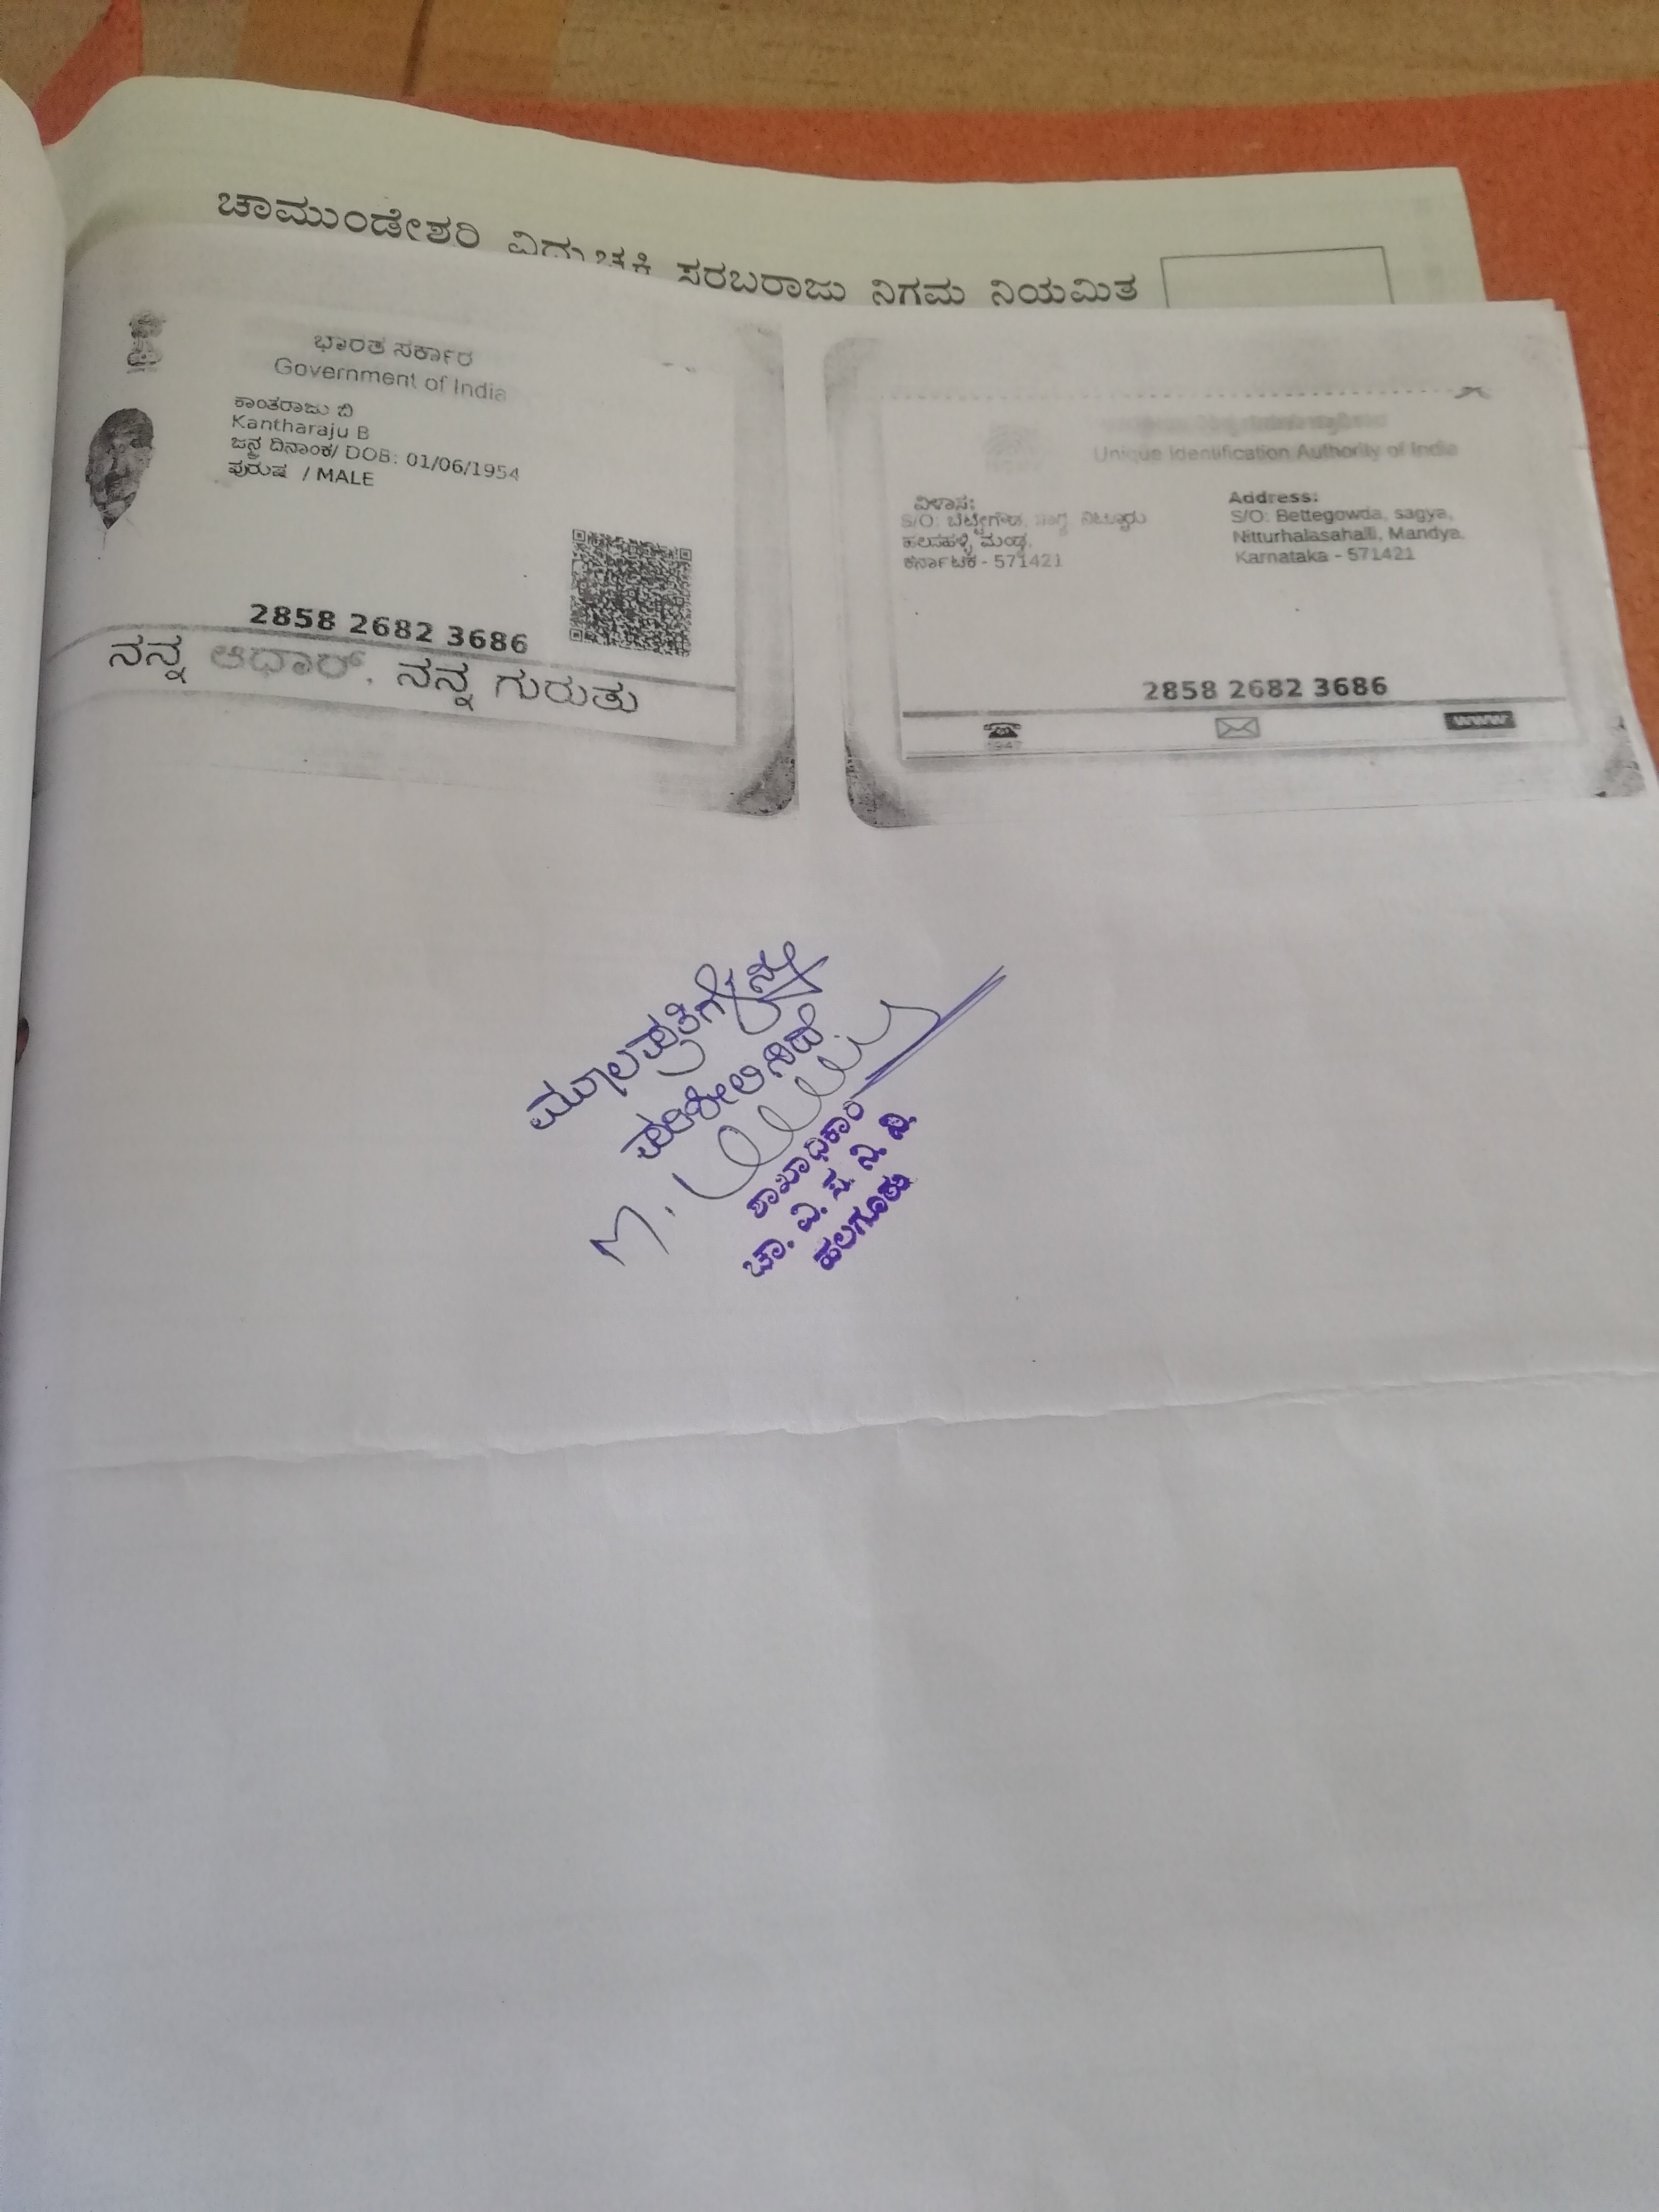 ಚಾಮುಂಡೇಶ್ವರಿ ವಿದ್ಯುಚ್ಛಕ್ತಿ ಸರಬರಾಜು ನಿಗಮ ನಿಯಮಿತ
ಭಾರತ ಸರ್ಕಾರ
Government of India
ಕಾಂತರಾಜು ಬಿ
Kantharaju B
ಜನ್ಮ ದಿನಾಂಕ/ DOB: 01/06/1954
ಪುರುಷ / MALE
2858 2682 3686
ನನ್ನ ಆಧಾರ್, ನನ್ನ ಗುರುತು
Unique Identification Authority of India
ವಿಳಾಸ:
S/O: ಬೆಟ್ಟೇಗೌಡ, ಸಾಗ್ಯ, ನಿಟ್ಟೂರು
ಹಲಸಹಳ್ಳಿ, ಮಂಡ್ಯ,
ಕರ್ನಾಟಕ - 571421
Address:
S/O: Bettegowda, sagya,
Nitturhalasahalli, Mandya,
Karnataka - 571421
2858 2682 3686
1947
www
ಮೂಲಪ್ರತಿಗಳನ್ನು
ಪರಿಶೀಲಿಸಿದೆ
M.
ಶಾಖಾಧಿಕಾರಿ
ಚಾ. ವಿ. ಸ. ನಿ. ನಿ.
ಹಲಗೂರು